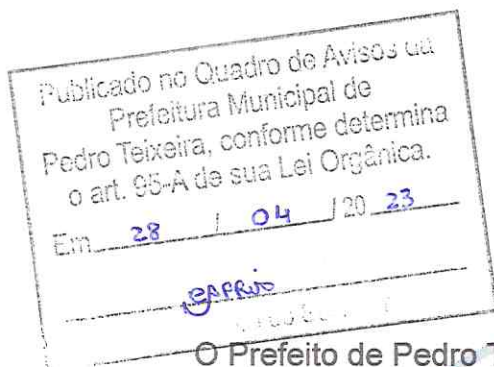 Publicado no Quadro de Avisos da
Prefeitura Municipal de
Pedro Teixeira, conforme determina
o art. 95-A de sua Lei Orgânica.
Em 28 / 04 / 20 23
O Prefeito de Pedro T